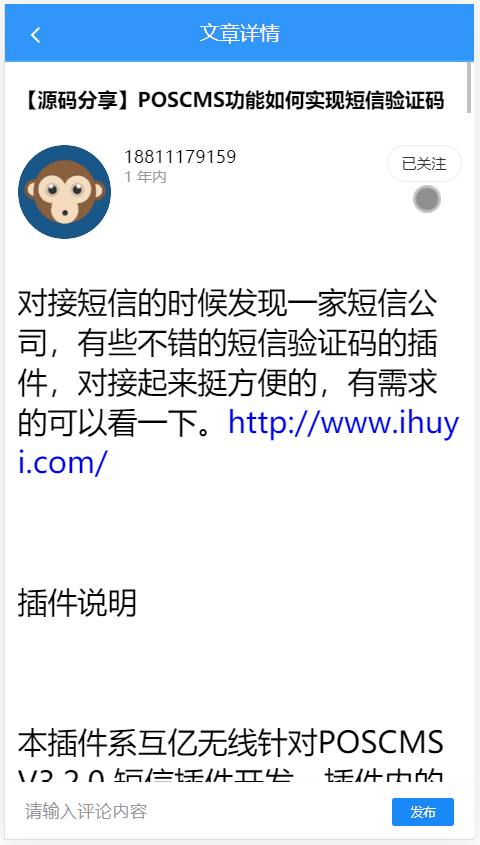 文章详情
【源码分享】POSCMS功能如何实现短信验证码
18811179159
1 年内
已关注
对接短信的时候发现一家短信公
司，有些不错的短信验证码的插
件，对接起来挺方便的，有需求
的可以看一下。http://www.ihuy
i.com/
插件说明
本插件系互亿无线针对POSCMS
V3.2.0 短信插件开发，插件内的
请输入评论内容
发布